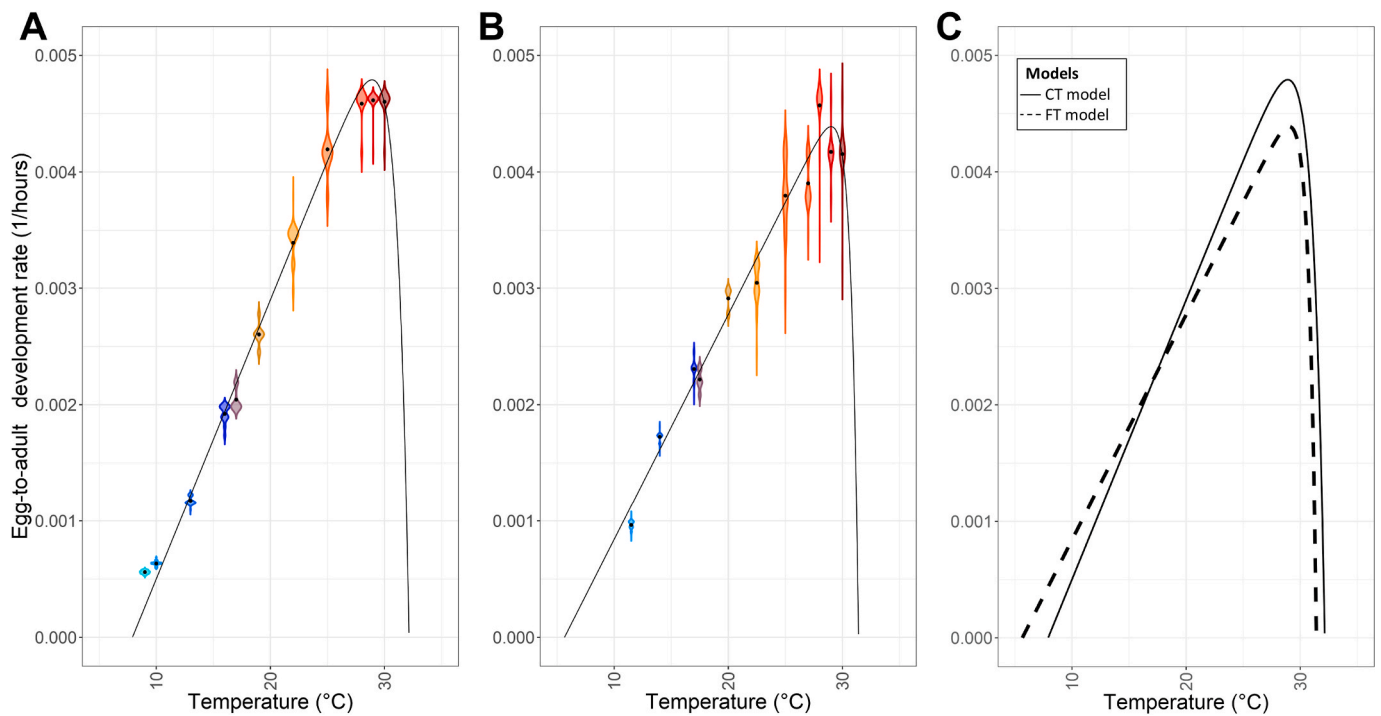 A
B
C
Egg-to-adult development rate (1/hours)
0.005
0.004
0.003
0.002
0.001
0.000
10
20
30
Temperature (°C)
0.005
0.004
0.003
0.002
0.001
0.000
10
20
30
Temperature (°C)
0.005
0.004
0.003
0.002
0.001
0.000
Models
CT model
FT model
10
20
30
Temperature (°C)